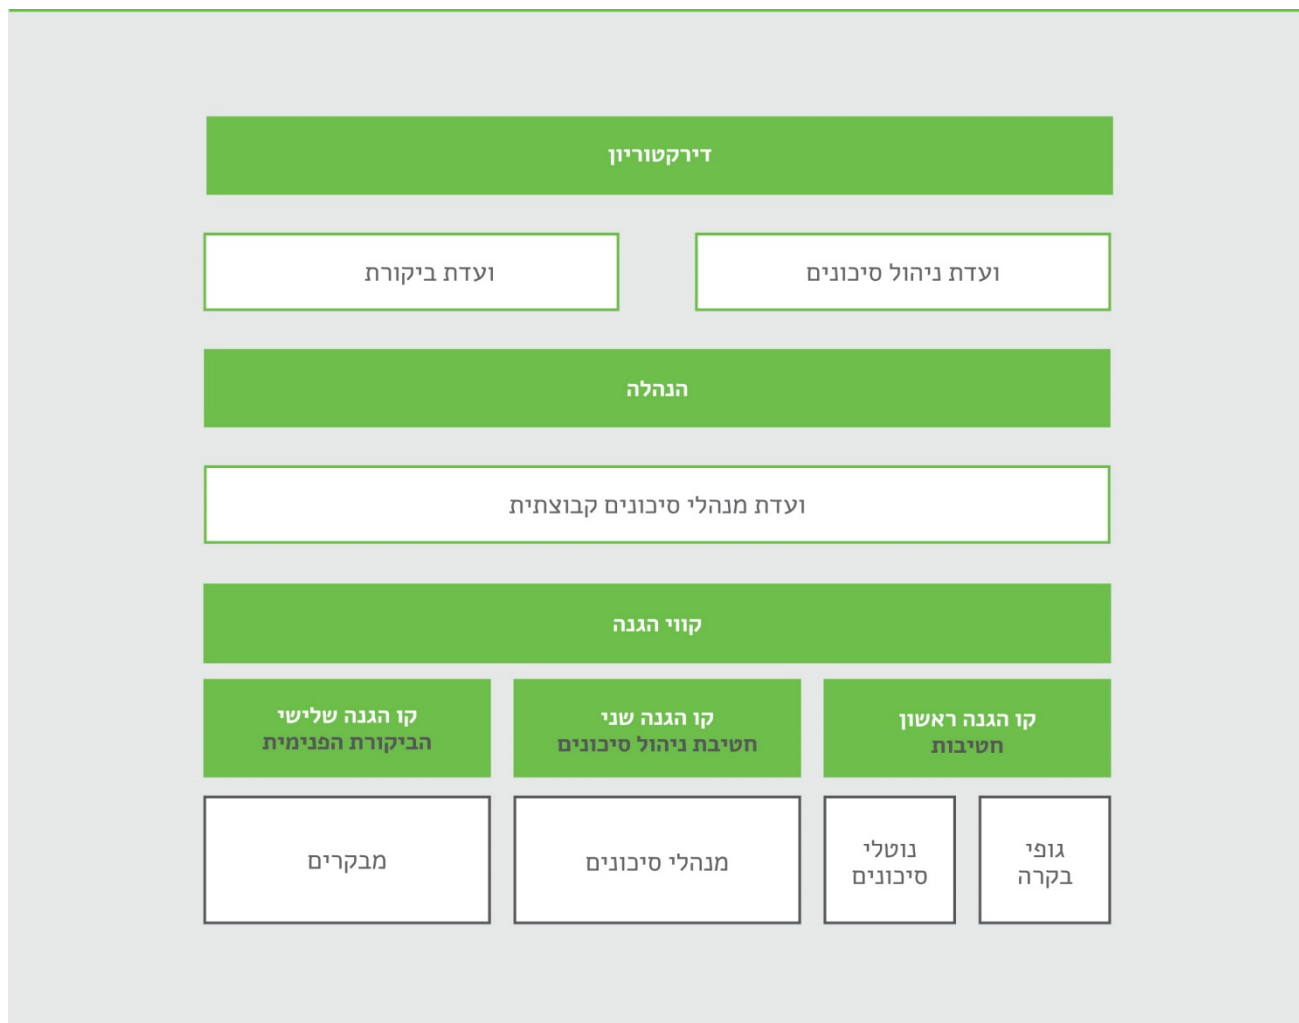 דירקטוריון
ועדת ניהול סיכונים
ועדת ביקורת
הנהלה
ועדת מנהלי סיכונים קבוצתית
קווי הגנה
קו הגנה ראשון
חטיבות
קו הגנה שני
חטיבת ניהול סיכונים
קו הגנה שלישי
הביקורת הפנימית
גופי
בקרה
נוטלי
סיכונים
מנהלי סיכונים
מבקרים